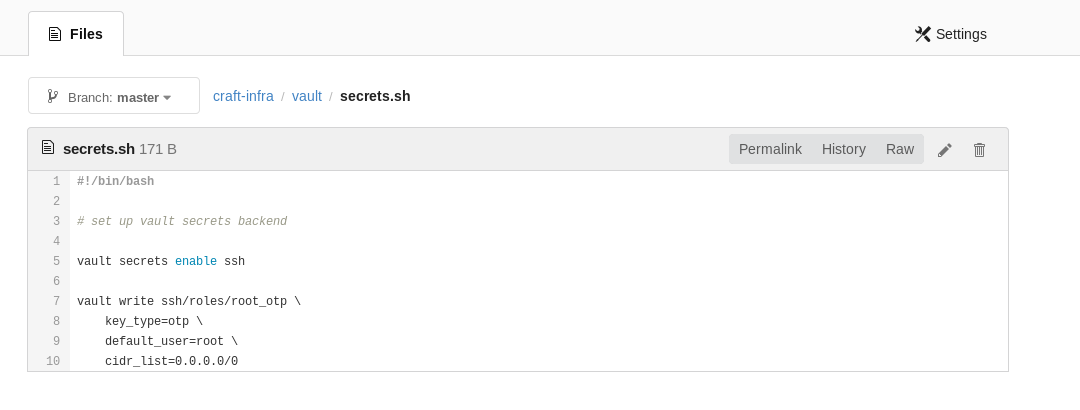 Files
Settings
Branch: master
craft-infra / vault / secrets.sh
secrets.sh 171 B
Permalink History Raw
1 #!/bin/bash
2
3 # set up vault secrets backend
4
5 vault secrets enable ssh
6
7 vault write ssh/roles/root_otp \
8     key_type=otp \
9     default_user=root \
10     cidr_list=0.0.0.0/0